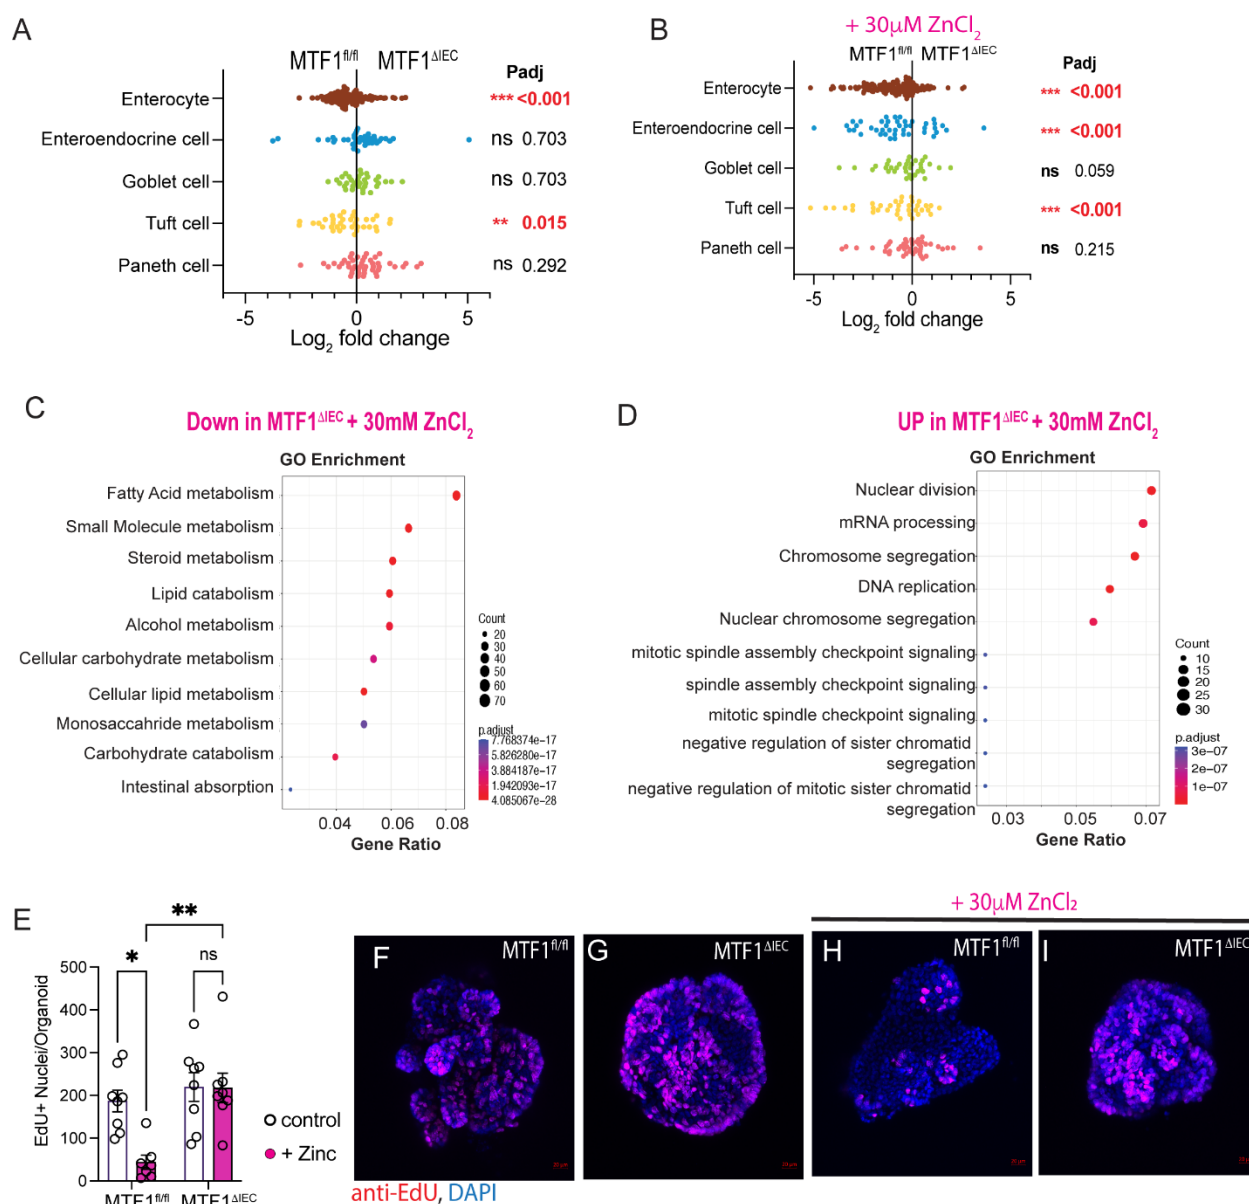 A
MTF1fl/fl MTF1ΔIEC
Padj
Enterocyte *** <0.001
Enteroendocrine cell ns 0.703
Goblet cell ns 0.703
Tuft cell ** 0.015
Paneth cell ns 0.292
-5 0 5
Log2 fold change
B
+ 30μM ZnCl2
MTF1fl/fl MTF1ΔIEC
Padj
Enterocyte *** <0.001
Enteroendocrine cell *** <0.001
Goblet cell ns 0.059
Tuft cell *** <0.001
Paneth cell ns 0.215
-5 0 5
Log2 fold change
C
Down in MTF1ΔIEC + 30mM ZnCl2
GO Enrichment
Fatty Acid metabolism
Small Molecule metabolism
Steroid metabolism
Lipid catabolism
Alcohol metabolism
Cellular carbohydrate metabolism
Cellular lipid metabolism
Monosaccahride metabolism
Carbohydrate catabolism
Intestinal absorption
0.04 0.06 0.08
Gene Ratio
Count
20
30
40
50
60
70
p.adjust
7.768374e-17
5.826280e-17
3.884187e-17
1.942093e-17
4.085067e-28
D
UP in MTF1ΔIEC + 30mM ZnCl2
GO Enrichment
Nuclear division
mRNA processing
Chromosome segregation
DNA replication
Nuclear chromosome segregation
mitotic spindle assembly checkpoint signaling
spindle assembly checkpoint signaling
mitotic spindle checkpoint signaling
negative regulation of sister chromatid
segregation
negative regulation of mitotic sister chromatid
segregation
0.03 0.05 0.07
Gene Ratio
Count
10
15
20
25
30
p.adjust
3e-07
2e-07
1e-07
E
**
* ns
EdU+ Nuclei/Organoid
500
400
300
200
100
0
MTF1fl/fl MTF1ΔIEC
control
+ Zinc
+ 30μM ZnCl2
F MTF1fl/fl
G MTF1ΔIEC
H MTF1fl/fl
I MTF1ΔIEC
anti-EdU, DAPI